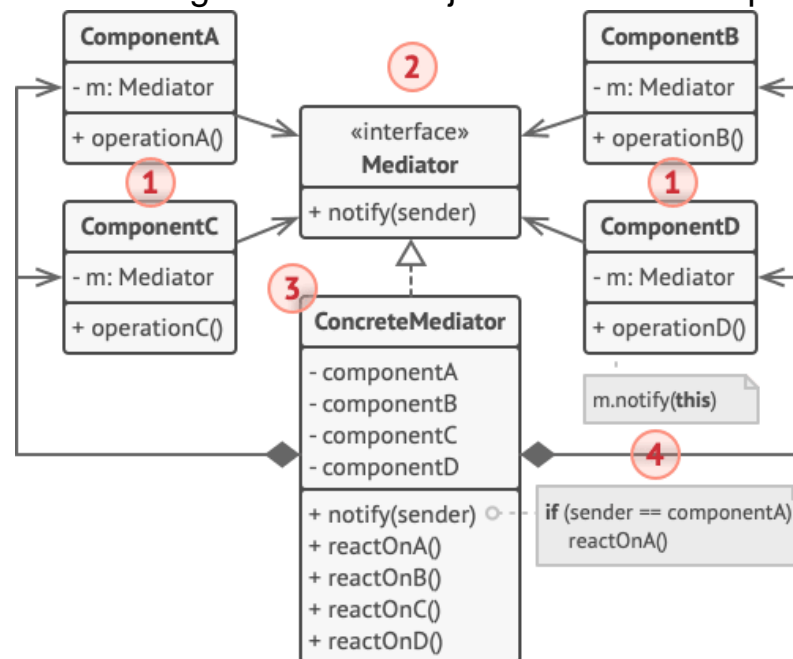 ComponentA
- m: Mediator
+ operationA()
1
ComponentC
- m: Mediator
+ operationC()
2
«interface»
Mediator
+ notify(sender)
3
ConcreteMediator
- componentA
- componentB
- componentC
- componentD
+ notify(sender)
+ reactOnA()
+ reactOnB()
+ reactOnC()
+ reactOnD()
ComponentB
- m: Mediator
+ operationB()
1
ComponentD
- m: Mediator
+ operationD()
m.notify(this)
4
if (sender == componentA)
reactOnA()